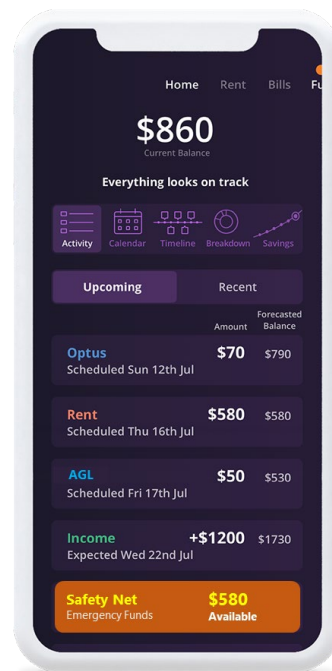 Home Rent Bills Fu
$860
Current Balance
Everything looks on track
Activity Calendar Timeline Breakdown Savings
Upcoming Recent
Amount Forecasted Balance
Optus $70 $790
Scheduled Sun 12th Jul
Rent $580 $580
Scheduled Thu 16th Jul
AGL $50 $530
Scheduled Fri 17th Jul
Income +$1200 $1730
Expected Wed 22nd Jul
Safety Net $580
Emergency Funds Available